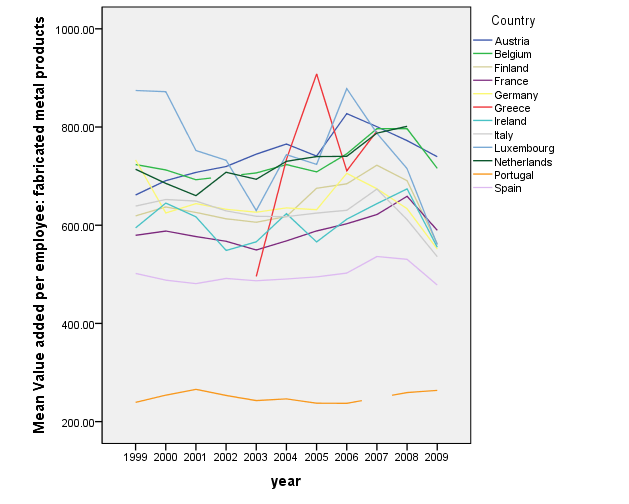 Mean Value added per employee: fabricated metal products
1000.00
800.00
600.00
400.00
200.00
1999 2000 2001 2002 2003 2004 2005 2006 2007 2008 2009
year
Country
Austria
Belgium
Finland
France
Germany
Greece
Ireland
Italy
Luxembourg
Netherlands
Portugal
Spain